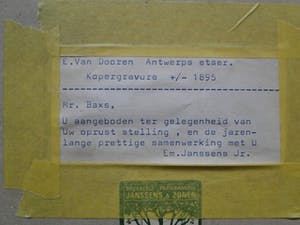 E.Van Dooren Antwerps etser.
Kopergravure +/- 1895
Mr. Baxs,
U aangeboden ter gelegenheid van
Uw oprust stelling , en de jaren-
lange prettige samenwerking met U
Em.Janssens Jr.
JANSSENS & ZONEN